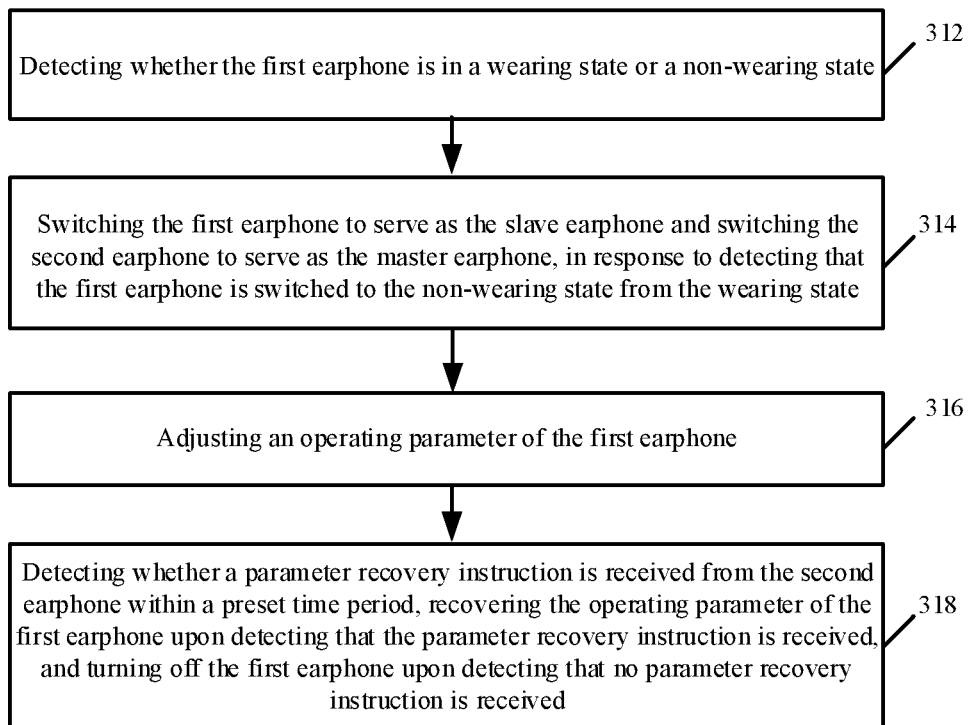 312
Detecting whether the first earphone is in a wearing state or a non-wearing state
Switching the first earphone to serve as the slave earphone and switching the
second earphone to serve as the master earphone, in response to detecting that
the first earphone is switched to the non-wearing state from the wearing state
314
Adjusting an operating parameter of the first earphone
316
Detecting whether a parameter recovery instruction is received from the second
earphone within a preset time period, recovering the operating parameter of the
first earphone upon detecting that the parameter recovery instruction is received,
and turning off the first earphone upon detecting that no parameter recovery
instruction is received
318